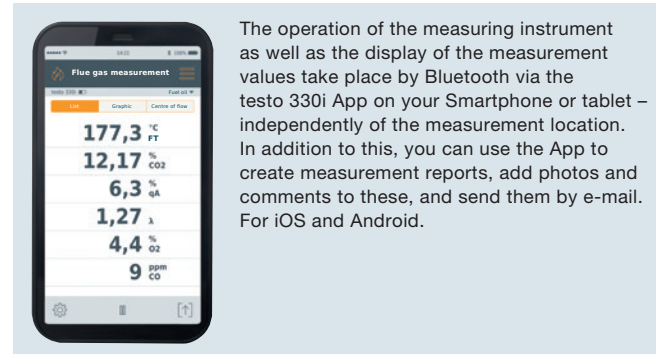 14:21
100%
Flue gas measurement
testo 330i
Fuel oil
List Graphic Centre of flow
177,3 °C FT
12,17 % CO2
6,3 % qA
1,27 λ
4,4 % O2
9 ppm CO
The operation of the measuring instrument
as well as the display of the measurement
values take place by Bluetooth via the
testo 330i App on your Smartphone or tablet –
independently of the measurement location.
In addition to this, you can use the App to
create measurement reports, add photos and
comments to these, and send them by e-mail.
For iOS and Android.